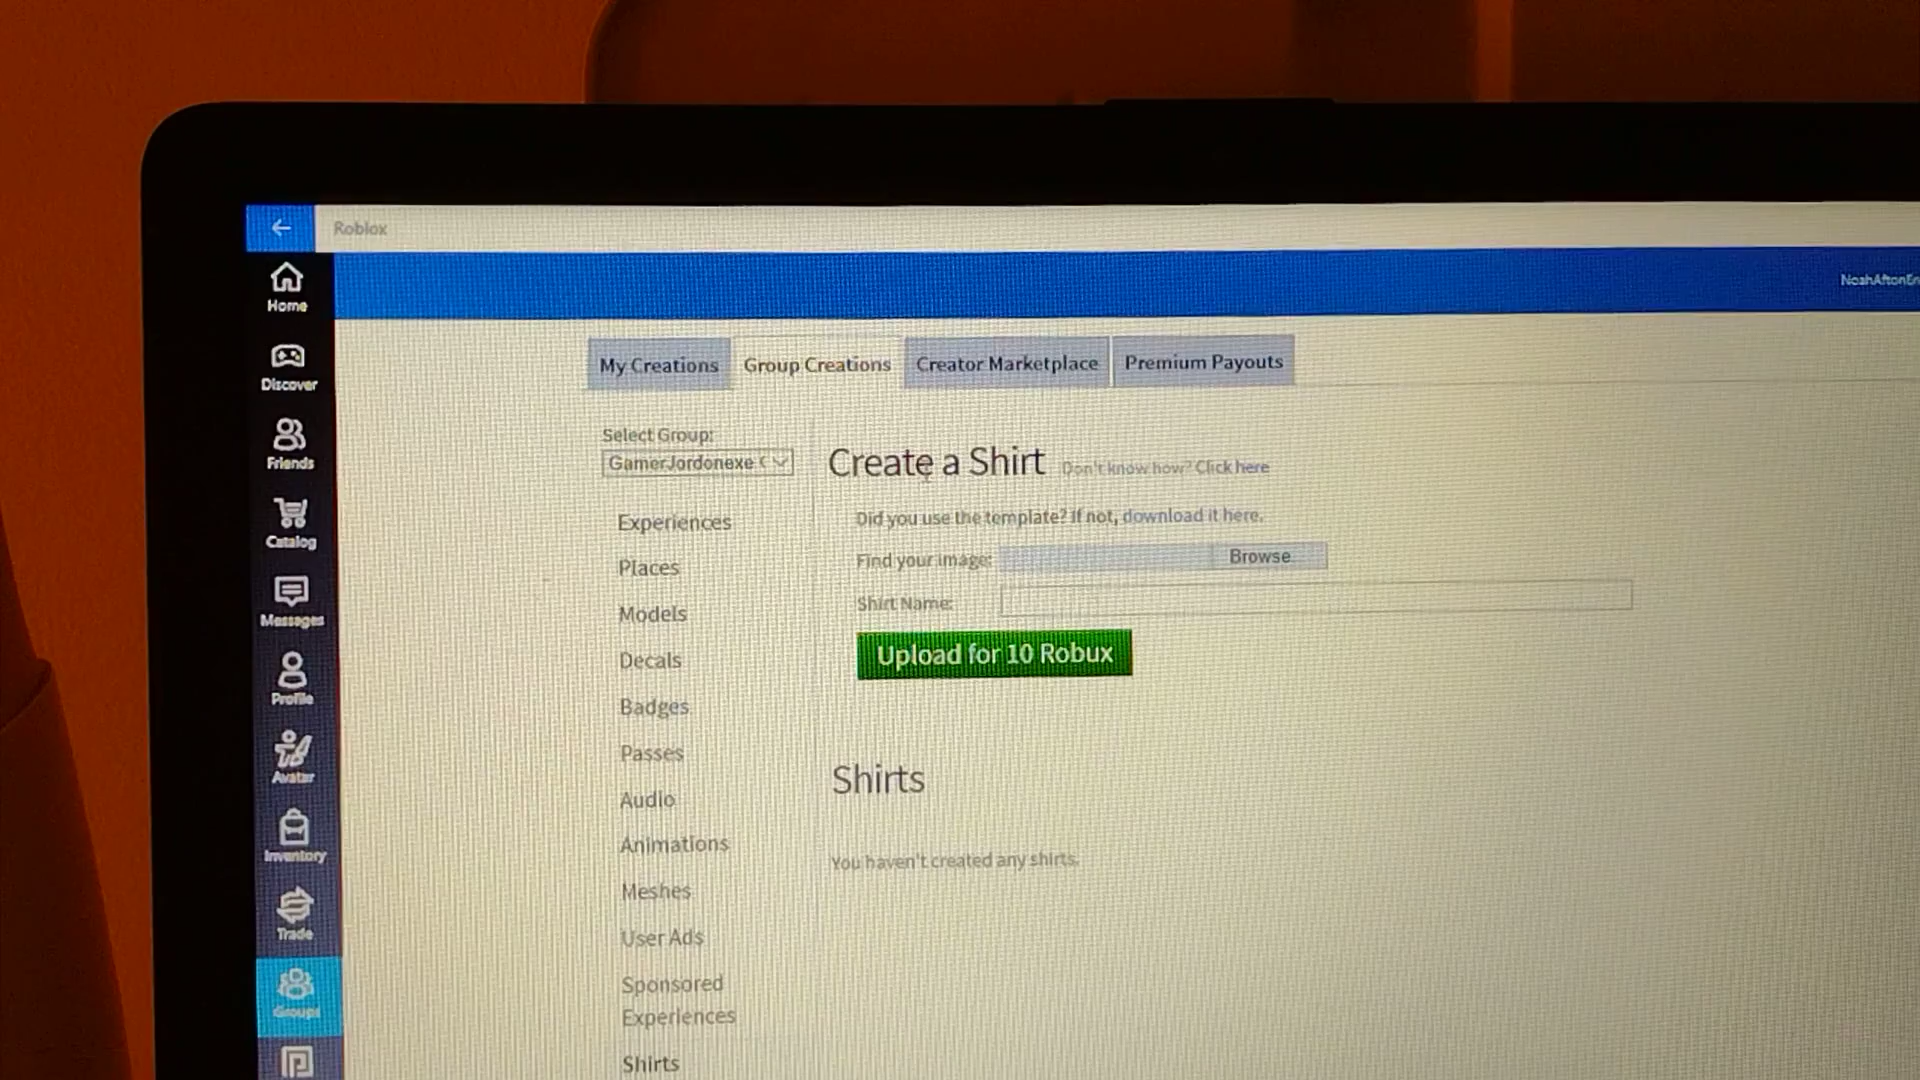 Roblox
NoahAftonEn
Home
Discover
Friends
Catalog
Messages
Profile
Avatar
Inventory
Trade
Groups
My Creations
Group Creations
Creator Marketplace
Premium Payouts
Select Group:
GamerJordonexe
Experiences
Places
Models
Decals
Badges
Passes
Audio
Animations
Meshes
User Ads
Sponsored
Experiences
Shirts
Create a Shirt
Don't know how? Click here
Did you use the template? If not, download it here.
Find your image:
Browse...
Shirt Name:
Upload for 10 Robux
Shirts
You haven't created any shirts.